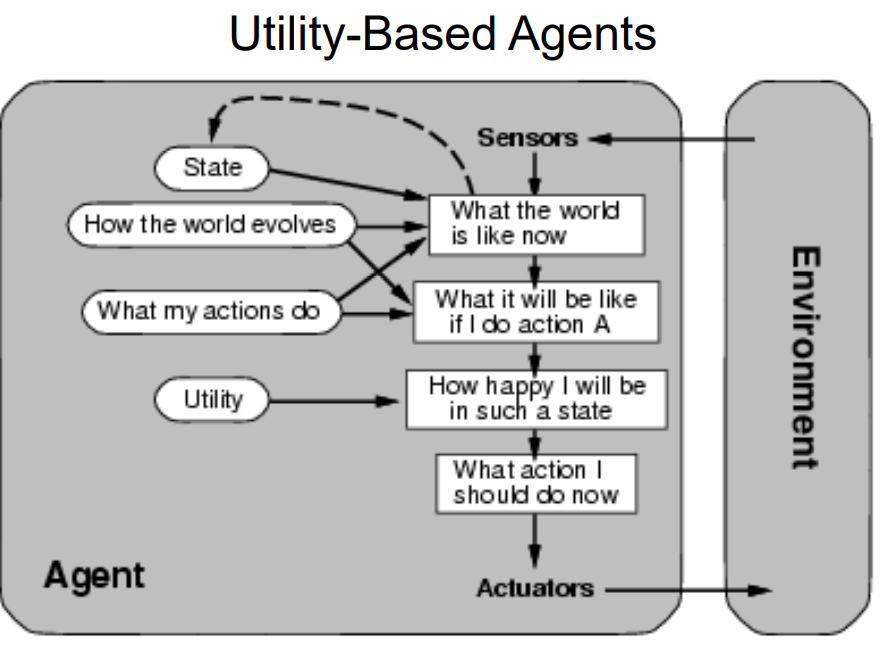 Utility-Based Agents
Sensors
State
What the world
is like now
How the world evolves
What it will be like
if I do action A
What my actions do
How happy I will be
in such a state
Utility
What action I
should do now
Agent
Actuators
Environment